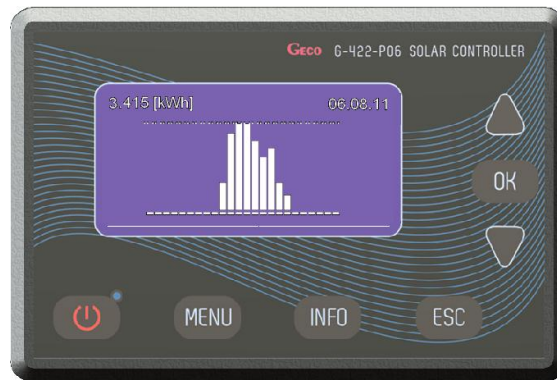 GECO G-422-P06 SOLAR CONTROLLER
3.415 [kWh] 06.08.11
OK
MENU INFO ESC